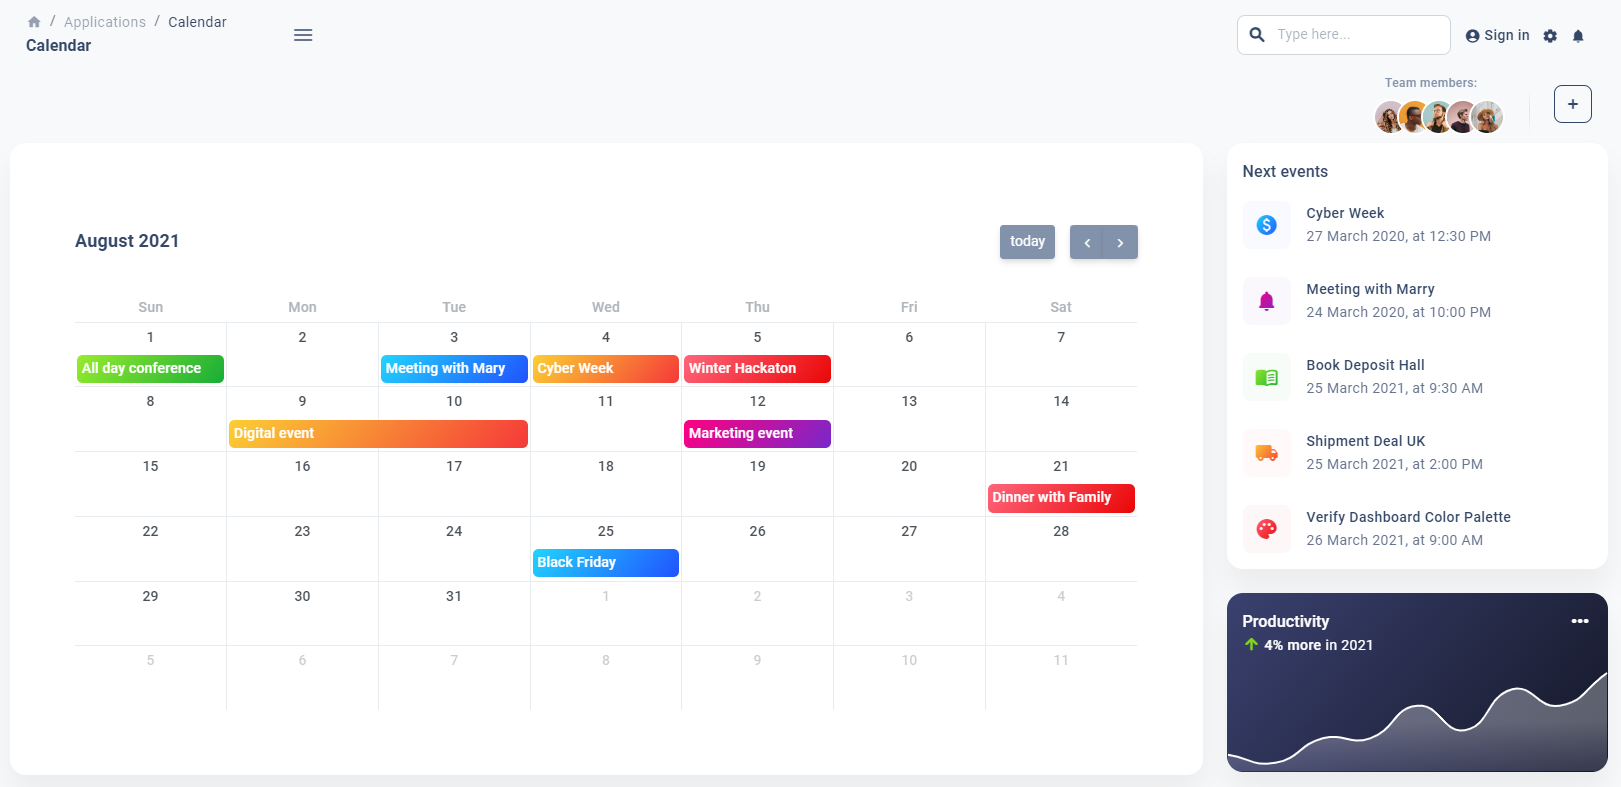 / Applications / Calendar
Calendar
Type here...
Sign in
Team members:
+
August 2021
today
Sun Mon Tue Wed Thu Fri Sat
1 2 3 4 5 6 7
All day conference Meeting with Mary Cyber Week Winter Hackaton
8 9 10 11 12 13 14
Digital event Marketing event
15 16 17 18 19 20 21
Dinner with Family
22 23 24 25 26 27 28
Black Friday
29 30 31 1 2 3 4
5 6 7 8 9 10 11
Next events
Cyber Week
27 March 2020, at 12:30 PM
Meeting with Marry
24 March 2020, at 10:00 PM
Book Deposit Hall
25 March 2021, at 9:30 AM
Shipment Deal UK
25 March 2021, at 2:00 PM
Verify Dashboard Color Palette
26 March 2021, at 9:00 AM
Productivity
4% more in 2021